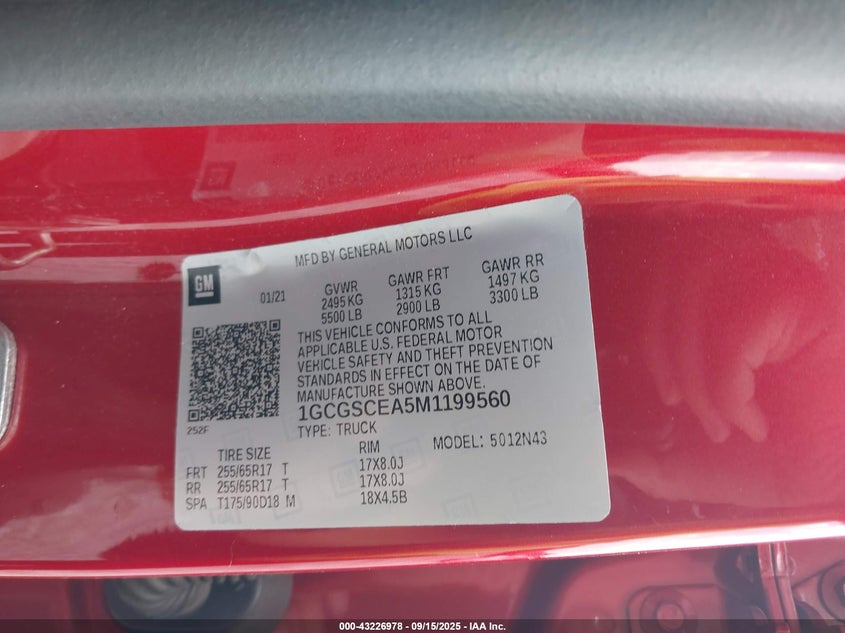 MFD BY GENERAL MOTORS LLC
GM
01/21
GVWR GAWR FRT GAWR RR
2495 KG 1315 KG 1497 KG
5500 LB 2900 LB 3300 LB
THIS VEHICLE CONFORMS TO ALL
APPLICABLE U.S. FEDERAL MOTOR
VEHICLE SAFETY AND THEFT PREVENTION
STANDARDS IN EFFECT ON THE DATE OF
MANUFACTURE SHOWN ABOVE.
1GCGSCEA5M1199560
252F
TYPE: TRUCK MODEL: 5012N43
TIRE SIZE RIM
FRT 255/65R17 T 17X8.0J
RR 255/65R17 T 17X8.0J
SPA T175/90D18 M 18X4.5B
000-43226978 - 09/15/2025 - IAA Inc.